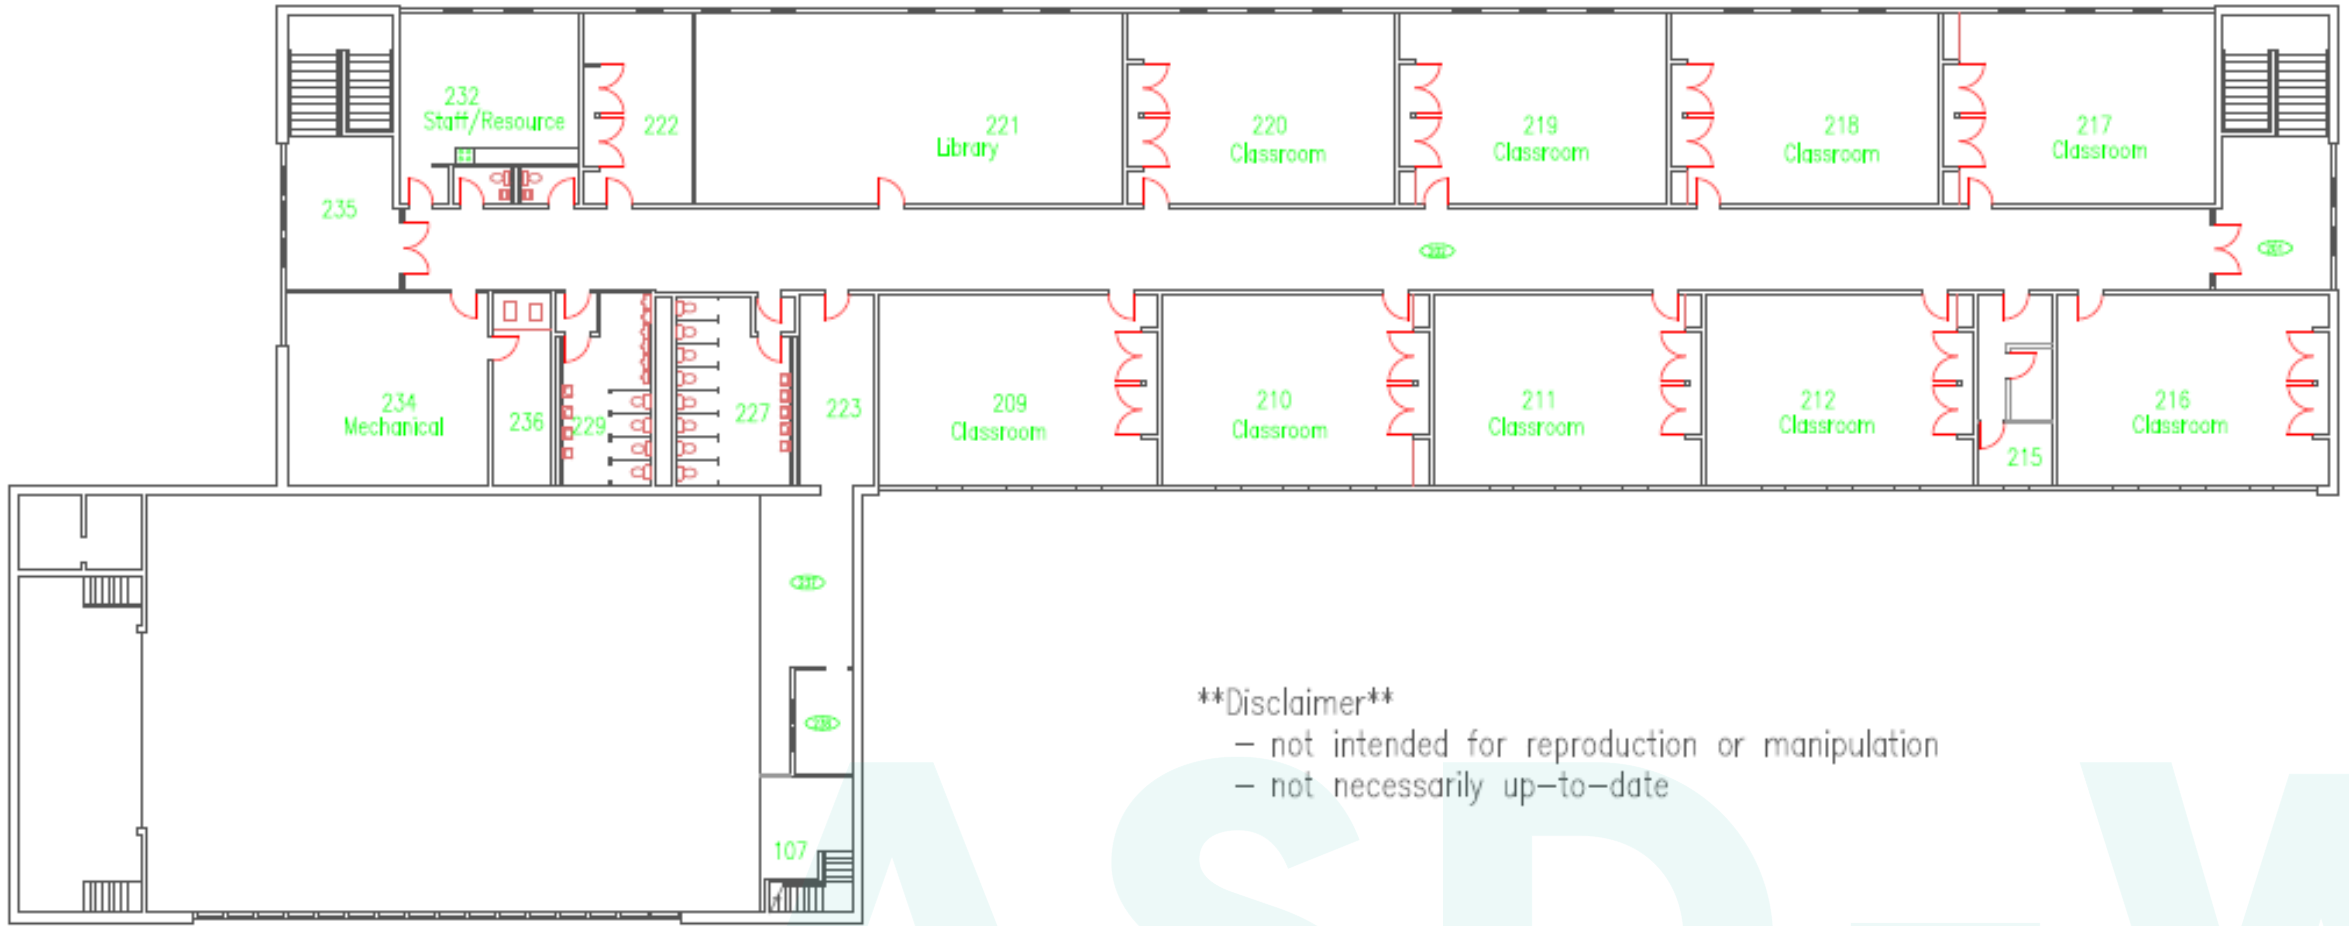 232
Staff/Resource
222
221
Library
220
Classroom
219
Classroom
218
Classroom
217
Classroom
235
234
Mechanical
236
229
227
223
209
Classroom
210
Classroom
211
Classroom
212
Classroom
215
216
Classroom
107
**Disclaimer**
– not intended for reproduction or manipulation
– not necessarily up–to–date
ASD-W